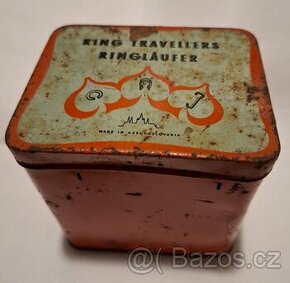 RING TRAVELLERS
RINGLÄUFER
MADE IN CZECHOSLOVAKIA
© Bazos.cz